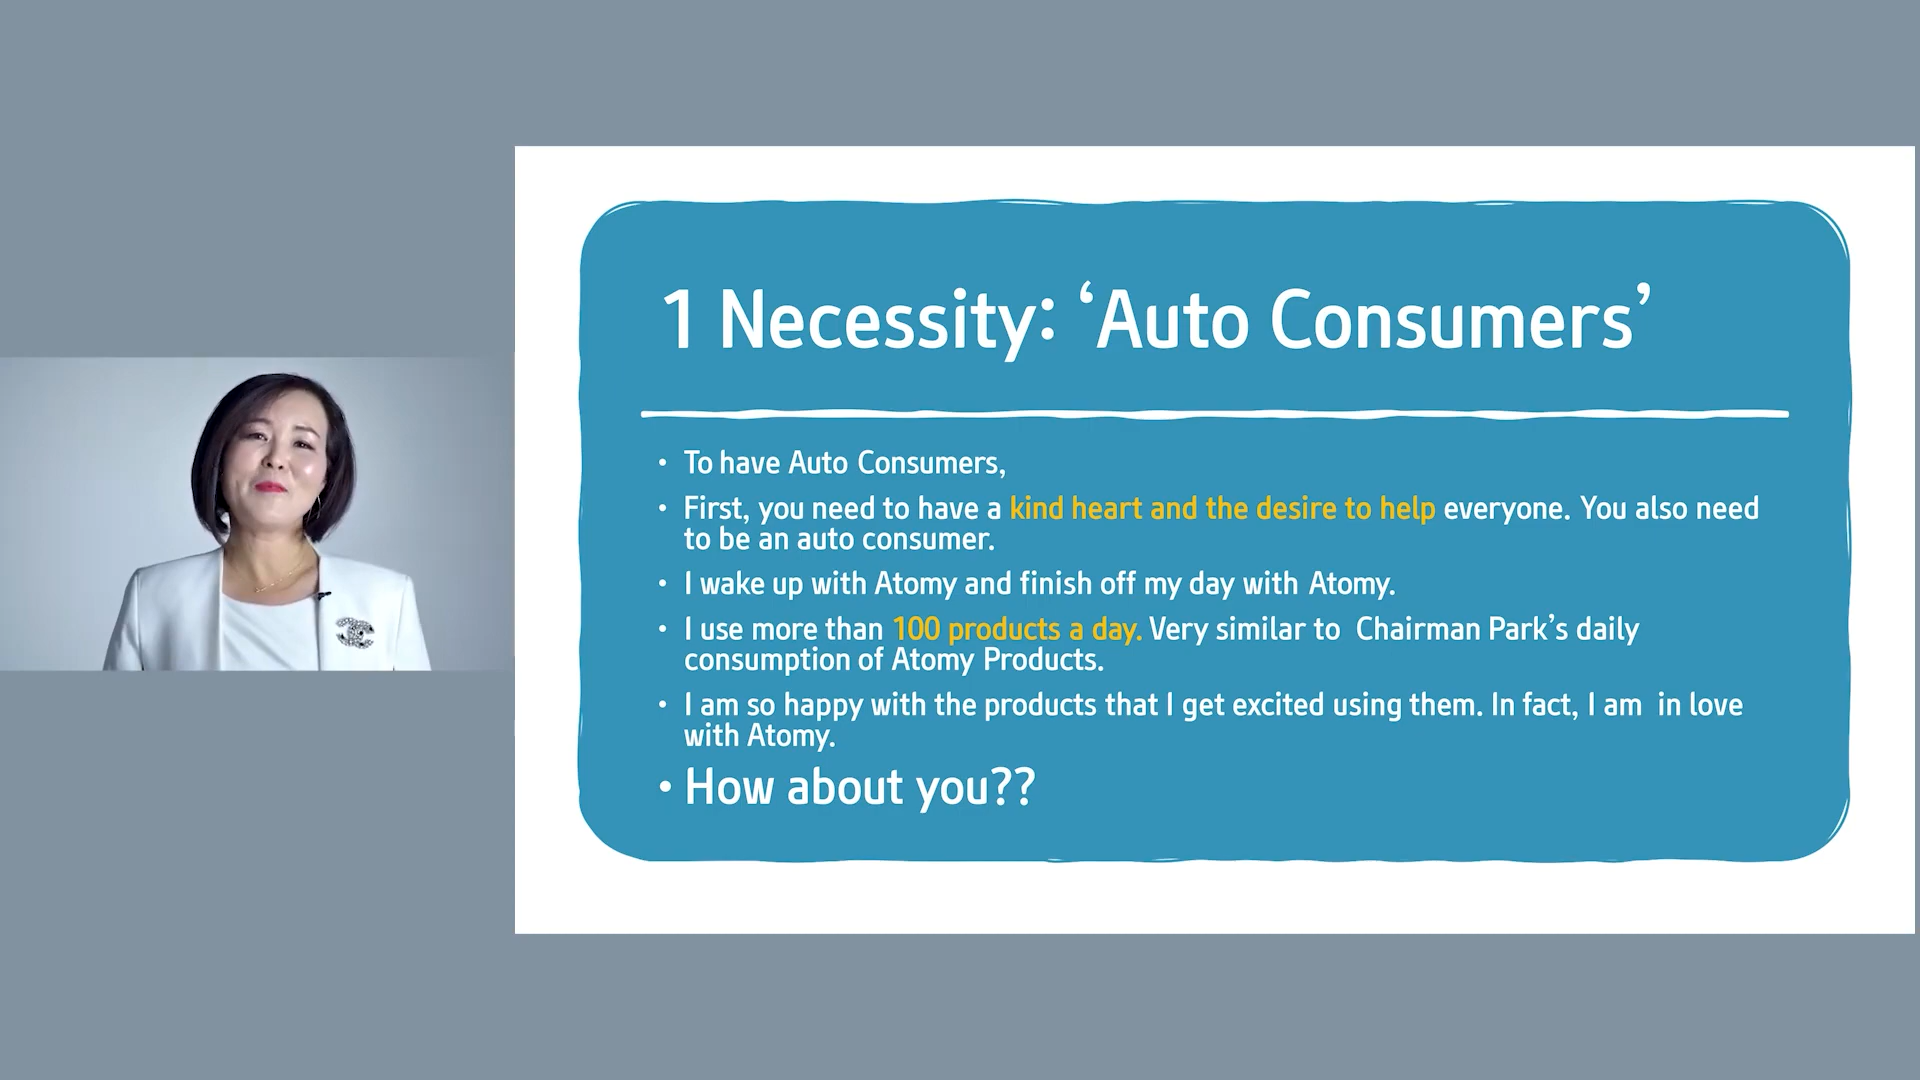 1 Necessity: ‘Auto Consumers’
• To have Auto Consumers,
• First, you need to have a kind heart and the desire to help everyone. You also need
to be an auto consumer.
• I wake up with Atomy and finish off my day with Atomy.
• I use more than 100 products a day. Very similar to  Chairman Park’s daily
consumption of Atomy Products.
• I am so happy with the products that I get excited using them. In fact, I am  in love
with Atomy.
• How about you??